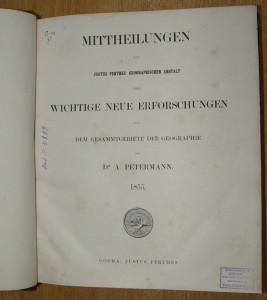 MITTHEILUNGEN
AUS
JUSTUS PERTHES' GEOGRAPHISCHER ANSTALT
ÜBER
WICHTIGE NEUE ERFORSCHUNGEN
AUF
DEM GESAMMTGEBIETE DER GEOGRAPHIE
VON
Dr A. PETERMANN.
1855.
GOTHA: JUSTUS PERTHES